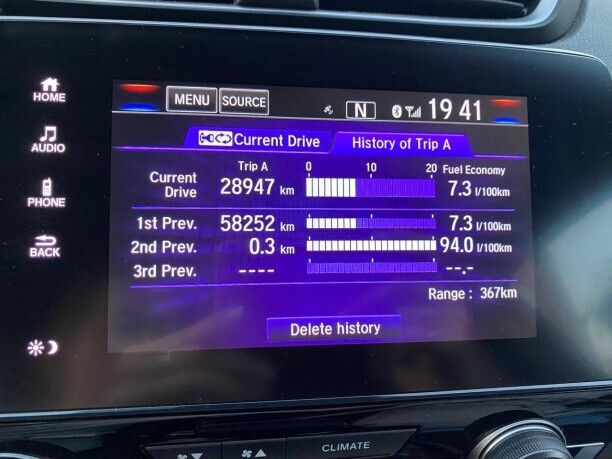 MENU SOURCE N 19 41
HOME
AUDIO
PHONE
BACK
Current Drive History of Trip A
Trip A 0 10 20 Fuel Economy
Current Drive 28947 km 7.3 l/100km
1st Prev. 58252 km 7.3 l/100km
2nd Prev. 0.3 km 94.0 l/100km
3rd Prev. ---- --.-
Range : 367km
Delete history
CLIMATE